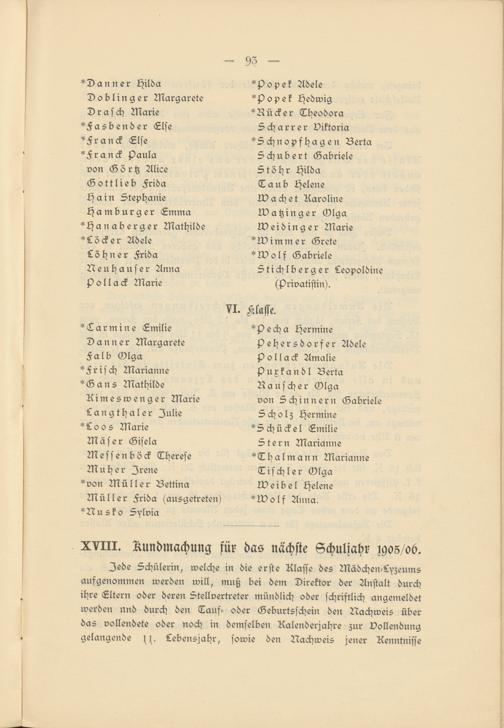 — 93 —
*Danner Hilda
Doblinger Margarete
Drasch Marie
*Fasbender Else
*Franck Else
*Franck Paula
von Görtz Alice
Gottlieb Frida
Hain Stephanie
Hamburger Emma
*Hanaberger Mathilde
*Löcker Adele
Löhner Frida
Neuhauser Anna
Pollack Marie
*Popek Adele
*Popek Hedwig
*Rücker Theodora
Scharrer Viktoria
*Schnopfhagen Berta
Schubert Gabriele
Stöhr Hilda
Taub Helene
Wachet Karoline
Watzinger Olga
Weidinger Marie
*Wimmer Grete
*Wolf Gabriele
Stichlberger Leopoldine
(Privatistin).
VI. Klasse.
*Carmine Emilie
Danner Margarete
Falb Olga
*Frisch Marianne
*Gans Mathilde
Kimeswenger Marie
Langthaler Julie
*Loos Marie
Mäser Gisela
Messenböck Therese
Muher Irene
*von Müller Bettina
Müller Frida (ausgetreten)
*Nusko Sylvia
*Pecha Hermine
Pehersdorfer Adele
Pollack Amalie
Purkandl Berta
Rauscher Olga
von Schinnern Gabriele
Scholz Hermine
*Schückel Emilie
Stern Marianne
*Thalmann Marianne
Tischler Olga
Weibel Helene
*Wolf Anna.
XVIII. Kundmachung für das nächste Schuljahr 1905/06.
Jede Schülerin, welche in die erste Klasse des Mädchen-Lyzeums
aufgenommen werden will, muß bei dem Direktor der Anstalt durch
ihre Eltern oder deren Stellvertreter mündlich oder schriftlich angemeldet
werden und durch den Tauf- oder Geburtsschein den Nachweis über
das vollendete oder noch in demselben Kalenderjahre zur Vollendung
gelangende 11. Lebensjahr, sowie den Nachweis jener Kenntnisse